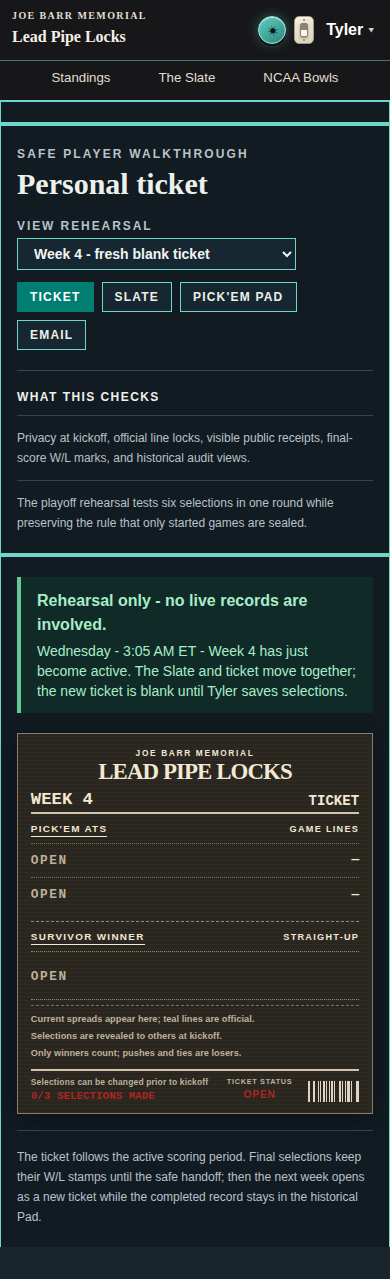 JOE BARR MEMORIAL
Lead Pipe Locks
Tyler
Standings The Slate NCAA Bowls
SAFE PLAYER WALKTHROUGH
Personal ticket
VIEW REHEARSAL
Week 4 - fresh blank ticket
TICKET SLATE PICK'EM PAD
EMAIL
WHAT THIS CHECKS
Privacy at kickoff, official line locks, visible public receipts, final-
score W/L marks, and historical audit views.
The playoff rehearsal tests six selections in one round while
preserving the rule that only started games are sealed.
Rehearsal only - no live records are
involved.
Wednesday - 3:05 AM ET - Week 4 has just
become active. The Slate and ticket move together;
the new ticket is blank until Tyler saves selections.
JOE BARR MEMORIAL
LEAD PIPE LOCKS
WEEK 4 TICKET
PICK'EM ATS GAME LINES
OPEN —
OPEN —
SURVIVOR WINNER STRAIGHT-UP
OPEN
Current spreads appear here; teal lines are official.
Selections are revealed to others at kickoff.
Only winners count; pushes and ties are losers.
Selections can be changed prior to kickoff TICKET STATUS
0/3 SELECTIONS MADE OPEN
The ticket follows the active scoring period. Final selections keep
their W/L stamps until the safe handoff; then the next week opens
as a new ticket while the completed record stays in the historical
Pad.